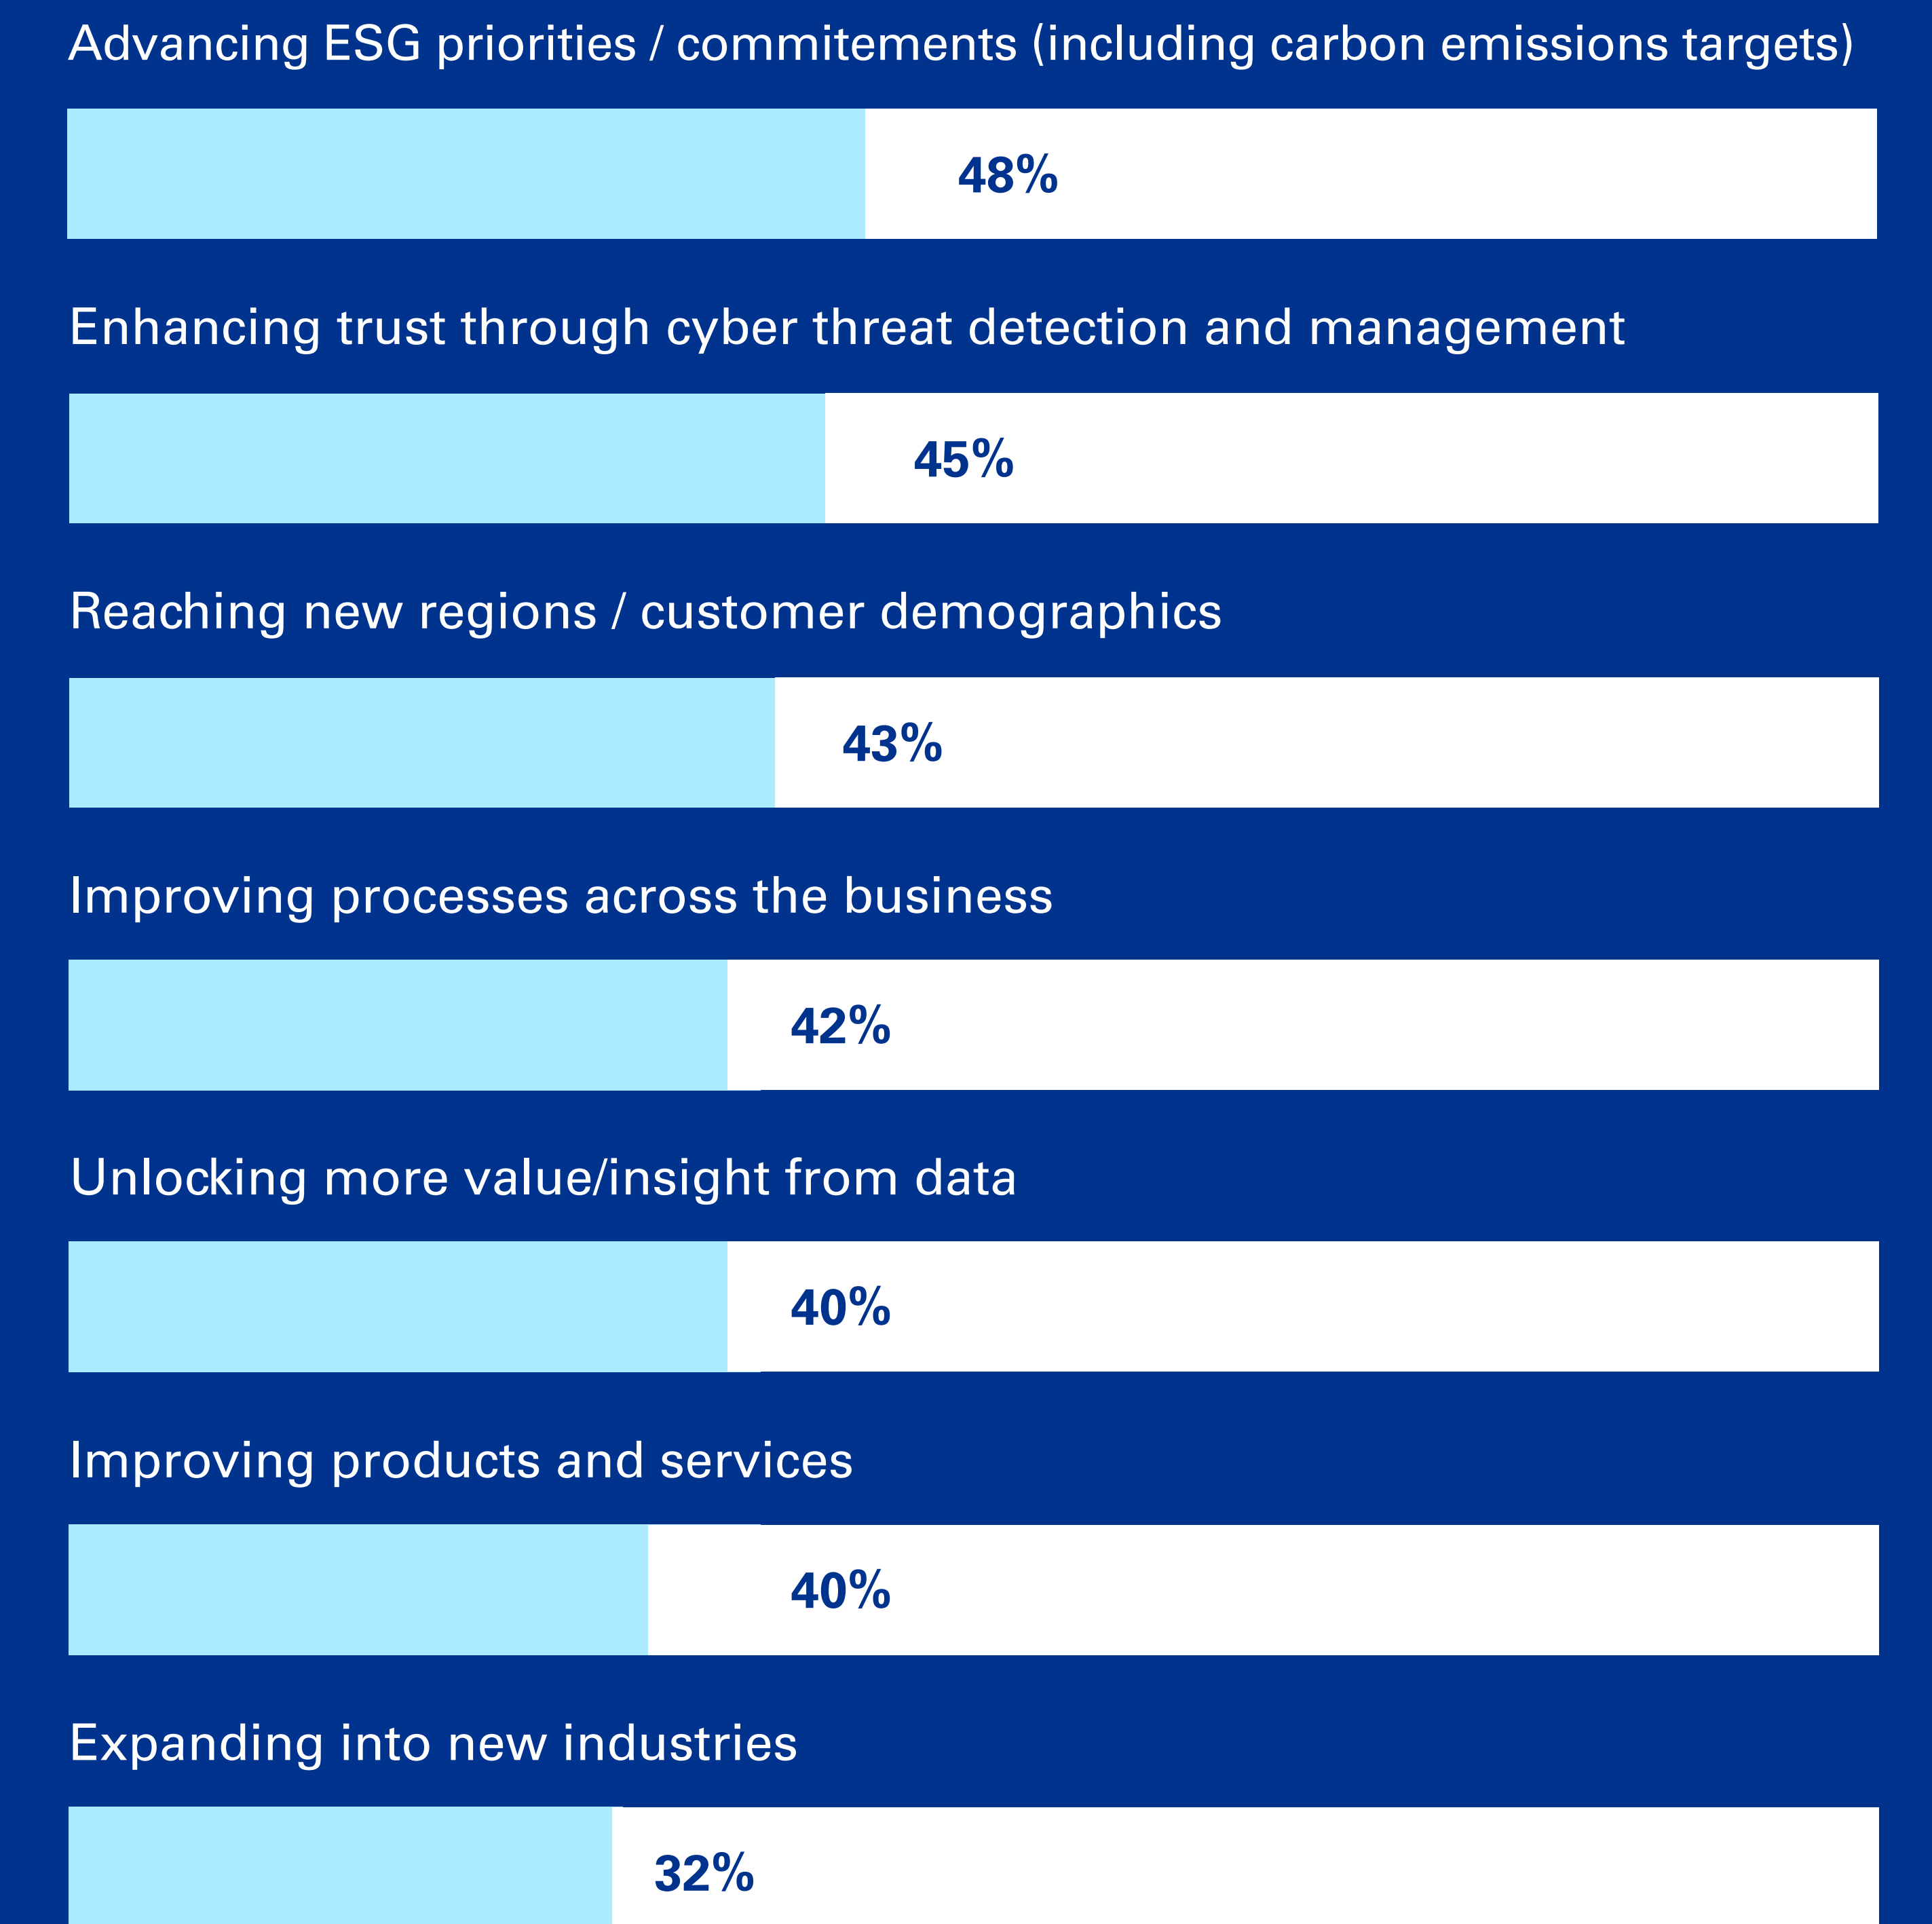 Advancing ESG priorities / commitements (including carbon emissions targets)
48%
Enhancing trust through cyber threat detection and management
45%
Reaching new regions / customer demographics
43%
Improving processes across the business
42%
Unlocking more value/insight from data
40%
Improving products and services
40%
Expanding into new industries
32%